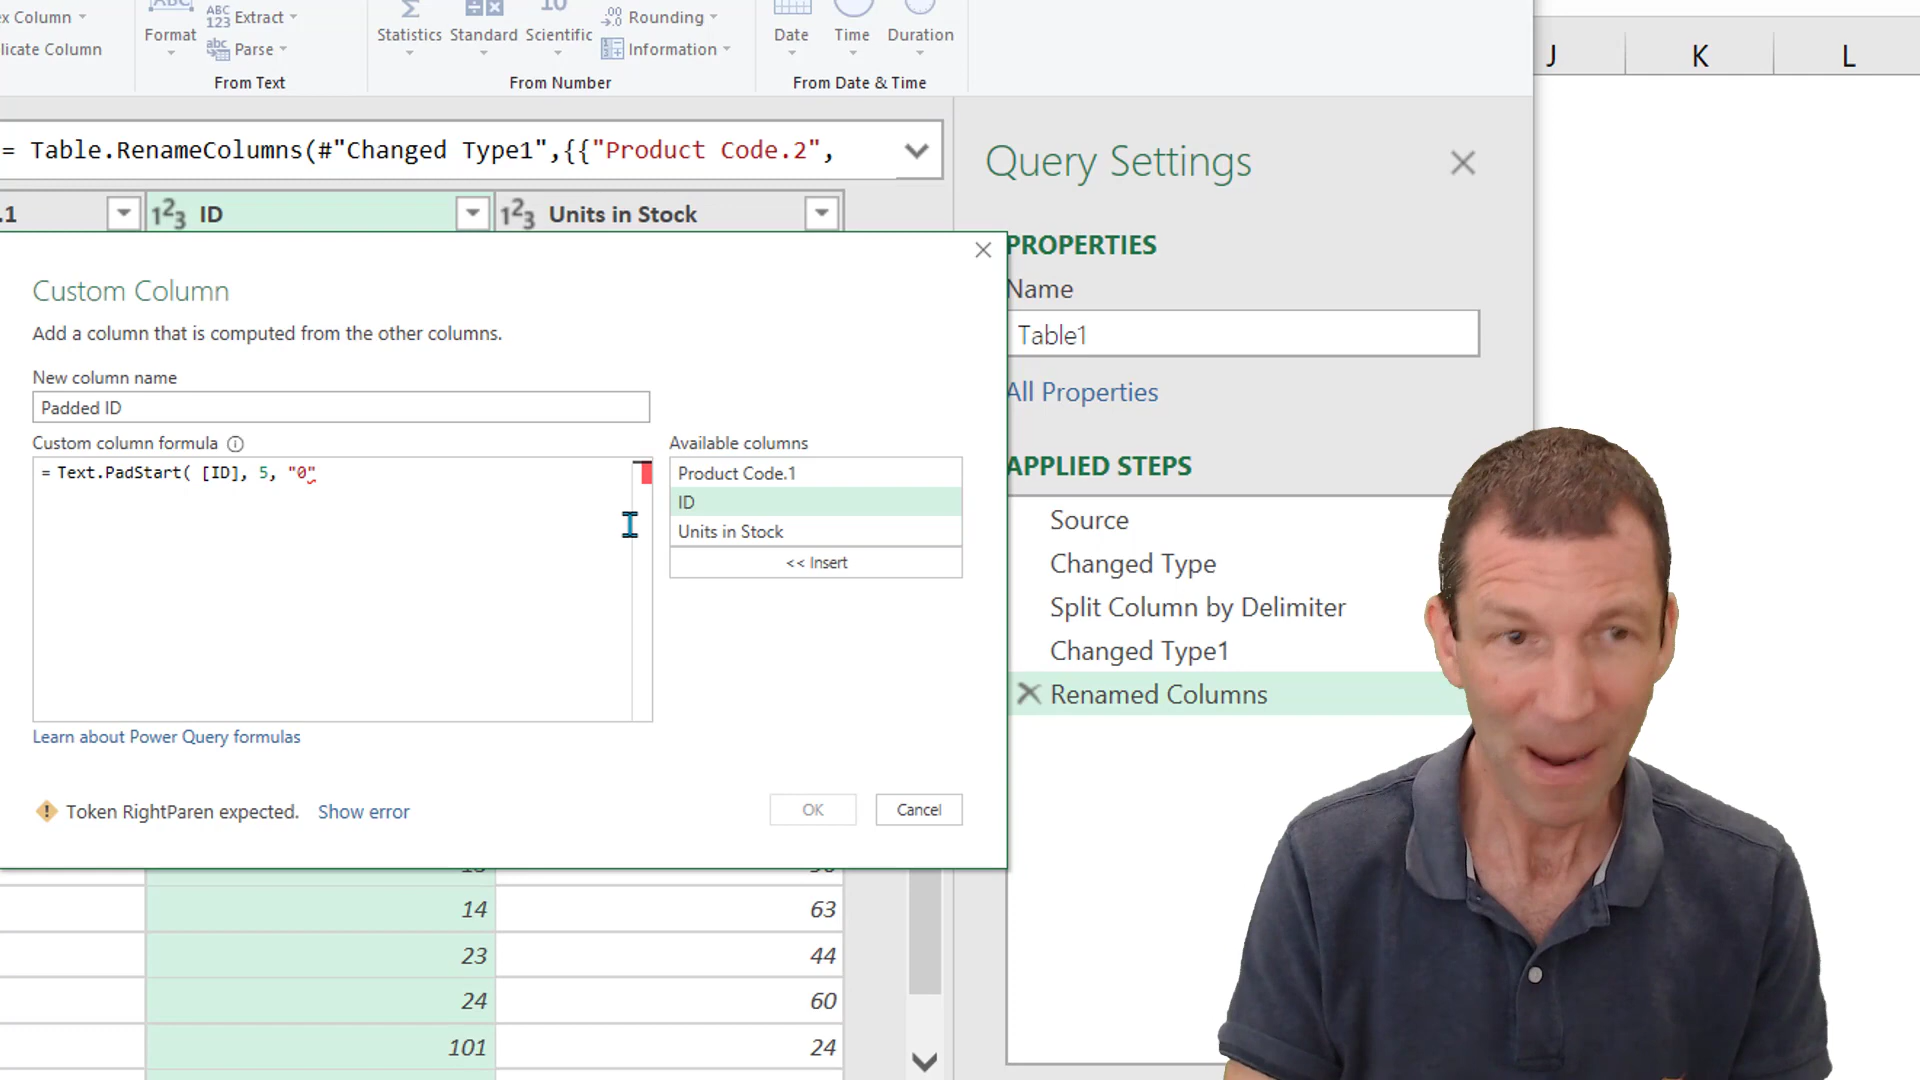 ex Column
Extract
licate Column
Format
Parse
From Text
Statistics
Standard
Scientific
Rounding
Information
From Number
Date
Time
Duration
From Date & Time
J
K
L
= Table.RenameColumns(#"Changed Type1",{{"Product Code.2",
.1
ID
Units in Stock
Query Settings
PROPERTIES
Name
Table1
All Properties
APPLIED STEPS
Source
Changed Type
Split Column by Delimiter
Changed Type1
Renamed Columns
Custom Column
Add a column that is computed from the other columns.
New column name
Padded ID
Custom column formula
= Text.PadStart( [ID], 5, "0"
Available columns
Product Code.1
ID
Units in Stock
<< Insert
Learn about Power Query formulas
Token RightParen expected. Show error
OK
Cancel
14 63
23 44
24 60
101 24